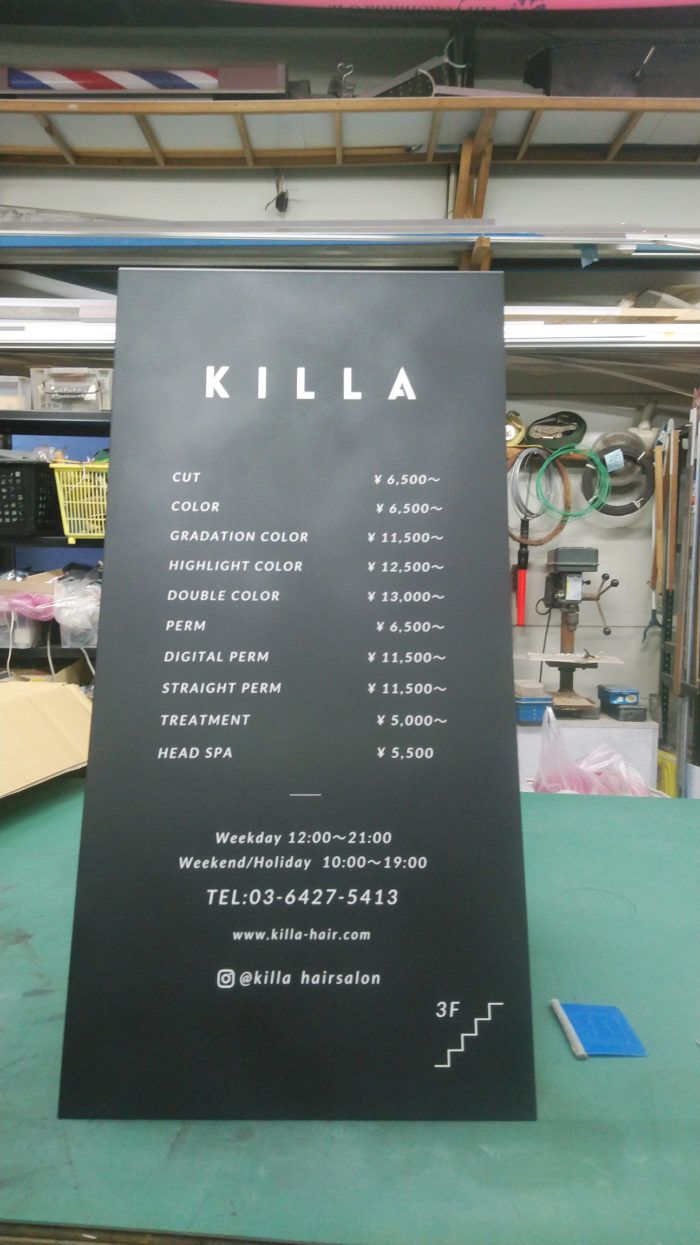 KILLA
CUT ¥ 6,500〜
COLOR ¥ 6,500〜
GRADATION COLOR ¥ 11,500〜
HIGHLIGHT COLOR ¥ 12,500〜
DOUBLE COLOR ¥ 13,000〜
PERM ¥ 6,500〜
DIGITAL PERM ¥ 11,500〜
STRAIGHT PERM ¥ 11,500〜
TREATMENT ¥ 5,000〜
HEAD SPA ¥ 5,500
Weekday 12:00〜21:00
Weekend/Holiday 10:00〜19:00
TEL:03-6427-5413
www.killa-hair.com
@killa hairsalon
3F